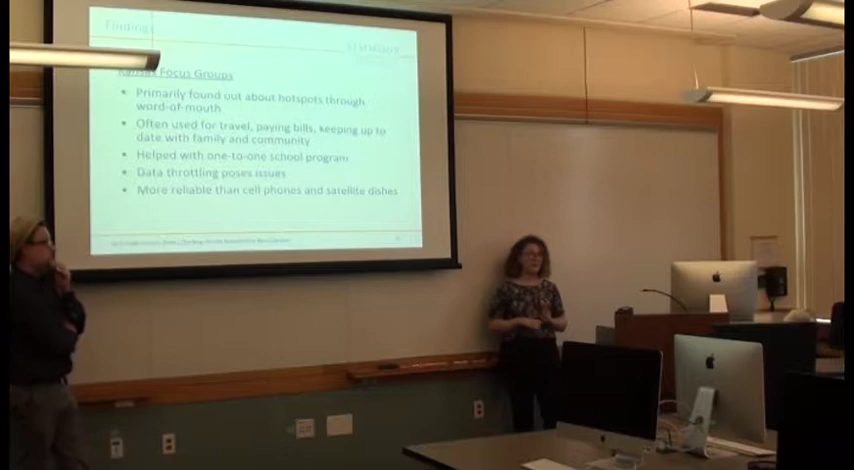 Findings
SIMMONS
Kansas Focus Groups
• Primarily found out about hotspots through
word-of-mouth
• Often used for travel, paying bills, keeping up to
date with family and community
• Helped with one-to-one school program
• Data throttling poses issues
• More reliable than cell phones and satellite dishes